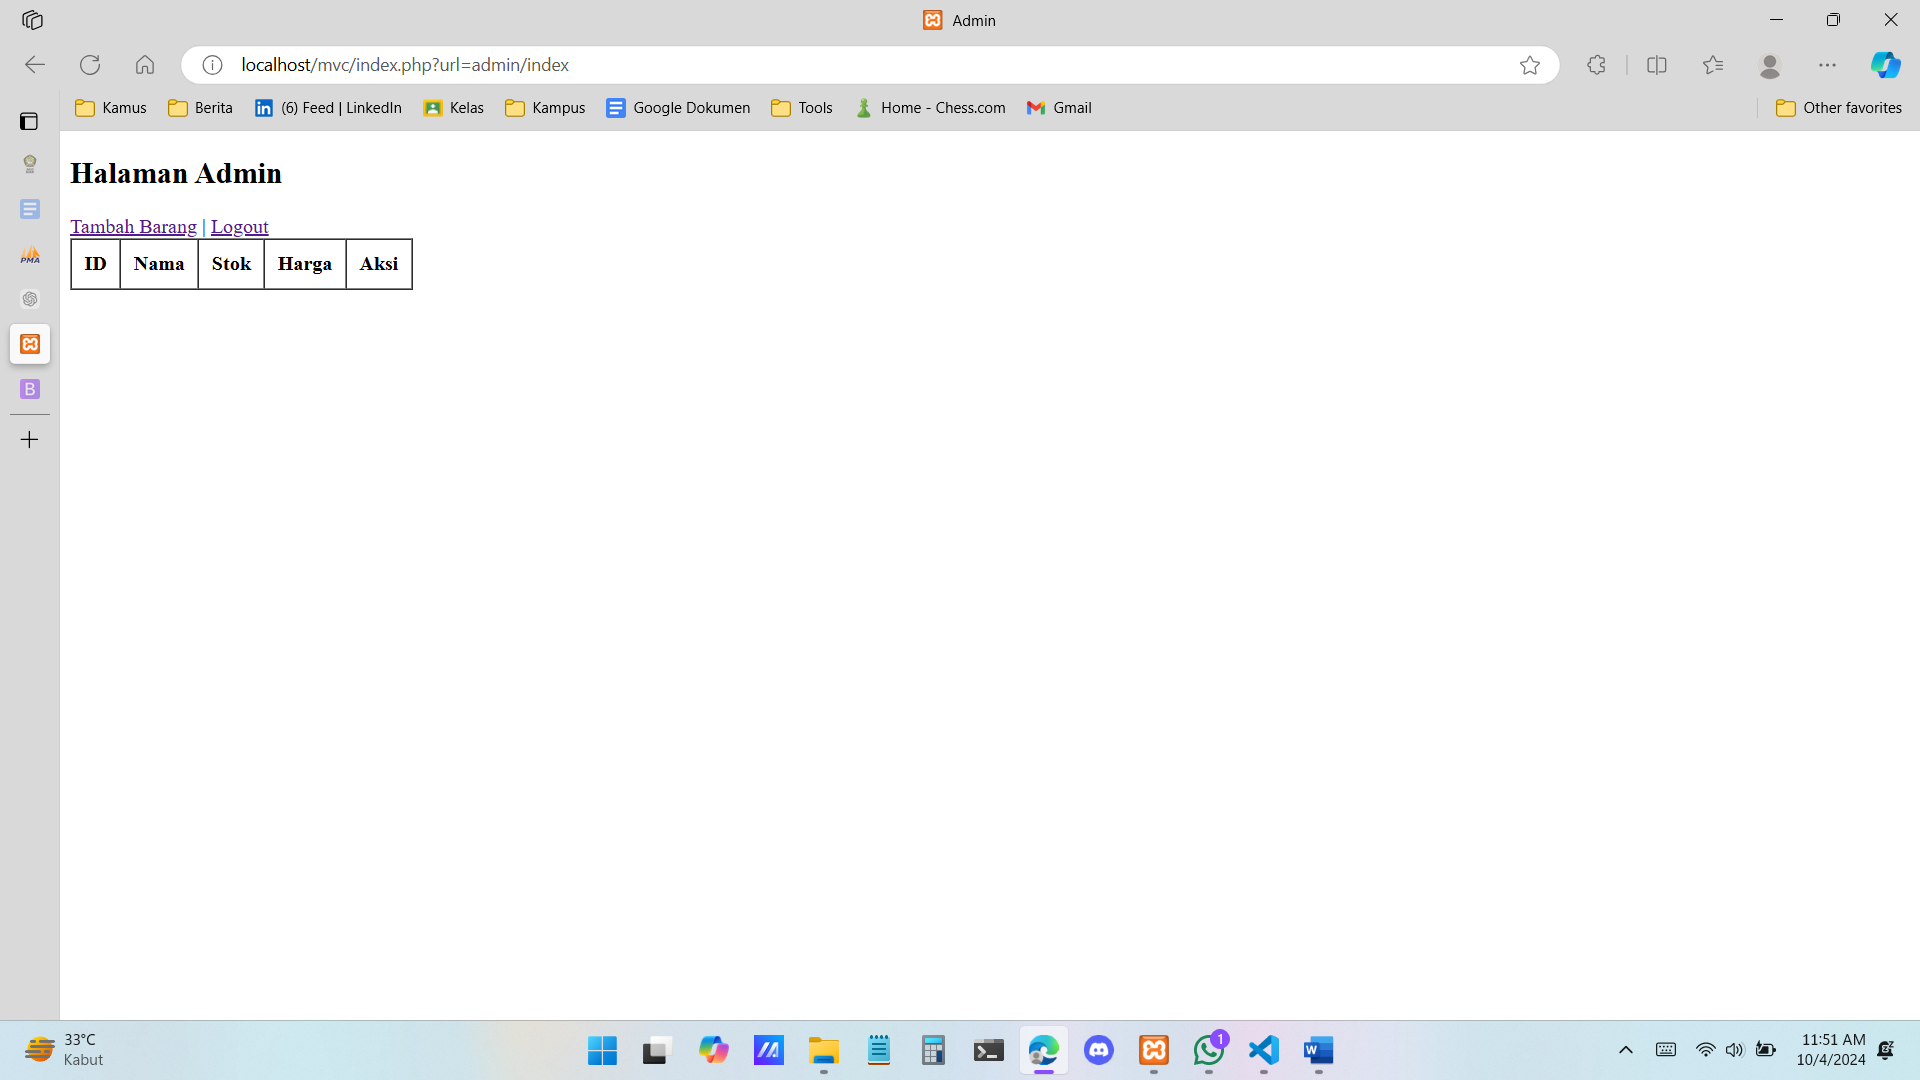 Admin
localhost/mvc/index.php?url=admin/index
Kamus
Berita
(6) Feed | LinkedIn
Kelas
Kampus
Google Dokumen
Tools
Home - Chess.com
Gmail
Other favorites
Halaman Admin
Tambah Barang | Logout
ID Nama Stok Harga Aksi
PMA
B
33°C
Kabut
1
11:51 AM
10/4/2024